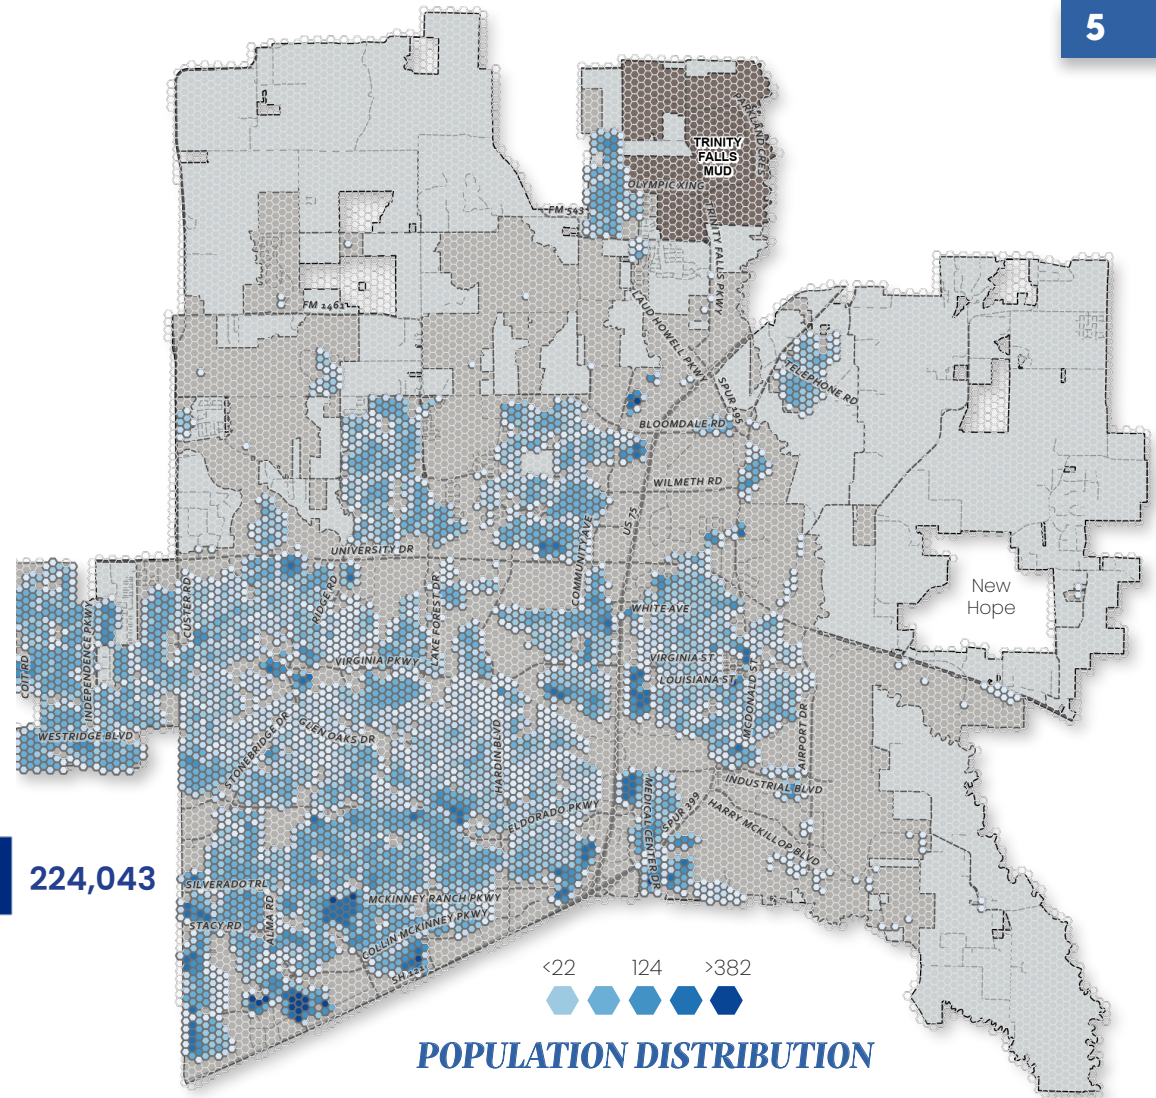 5
TRINITY
FALLS
MUD
PARKLAND CRES
OLYMPIC XING
FM 543
TRINITY FALLS PKWY
FM 1461
LAUD HOWELL PKWY
SPUR 195
TELEPHONE RD
BLOOMDALE RD
WILMETH RD
US 75
UNIVERSITY DR
COMMUNITY AVE
New
Hope
CUSTER RD
RIDGE RD
LAKE FOREST DR
WHITE AVE
INDEPENDENCE PKWY
COIT RD
VIRGINIA PKWY
VIRGINIA ST
LOUISIANA ST
MCDONALD ST
WESTRIDGE BLVD
STONEBRIDGE DR
GLEN OAKS DR
HARDIN BLVD
AIRPORT DR
INDUSTRIAL BLVD
ELDORADO PKWY
MEDICAL CENTER DR
SPUR 399
HARRY MCKILLOP BLVD
224,043
SILVERADO TRL
ALMA RD
MCKINNEY RANCH PKWY
STACY RD
COLLIN MCKINNEY PKWY
SH 121
<22 124 >382
POPULATION DISTRIBUTION